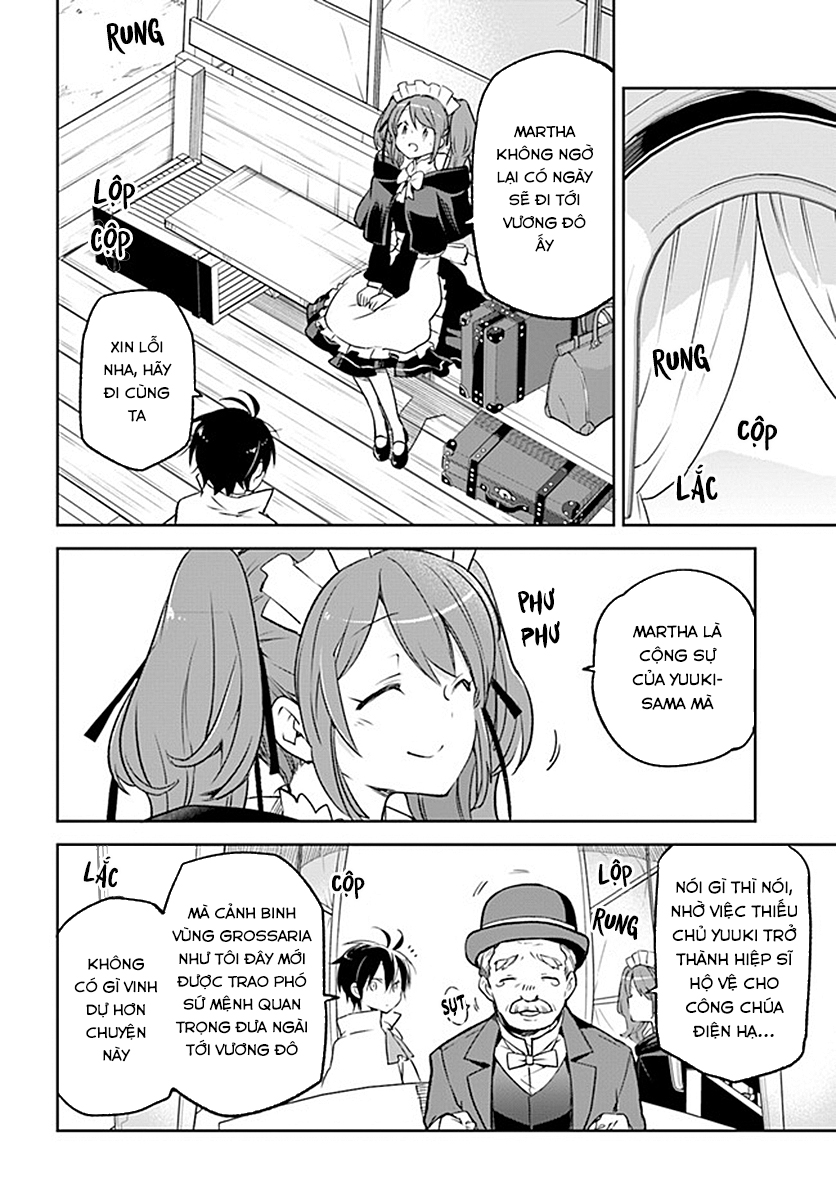 RUNG
CỘP
LẮC
RUNG
MARTHA
KHÔNG NGỜ
LẠI CÓ NGÀY
SẼ ĐI TỚI
VƯƠNG ĐÔ
ẤY
LỘP
CỘP
XIN LỖI
NHA, HÃY
ĐI CÙNG
TA
MARTHA LÀ
CỘNG SỰ
CỦA YUUKI-
SAMA MÀ
PHƯ
PHƯ
NÓI GÌ THÌ NÓI,
NHỜ VIỆC THIẾU
CHỦ YUUKI TRỞ
THÀNH HIỆP SĨ
HỘ VỆ CHO
CÔNG CHÚA
ĐIỆN HẠ...
LỘP
RUNG
SỤT
CỘP
MÀ CẢNH BINH
VÙNG GROSSARIA
NHƯ TÔI ĐÂY MỚI
ĐƯỢC TRAO PHÓ
SỨ MỆNH QUAN
TRỌNG ĐƯA NGÀI
TỚI VƯƠNG ĐÔ
LẮC
KHÔNG
CÓ GÌ VINH
DỰ HƠN
CHUYỆN
NÀY